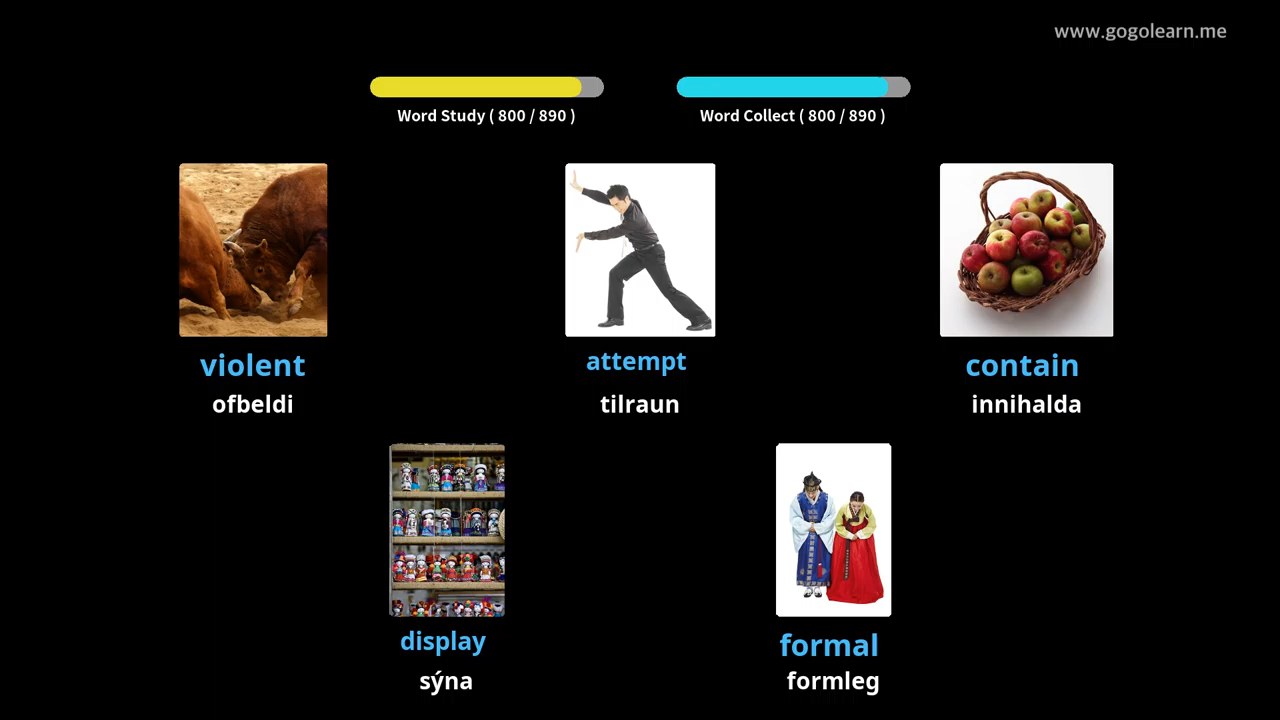 www.gogolearn.me
Word Study ( 800 / 890 )
Word Collect ( 800 / 890 )
violent
ofbeldi
attempt
tilraun
contain
innihalda
display
sýna
formal
formleg